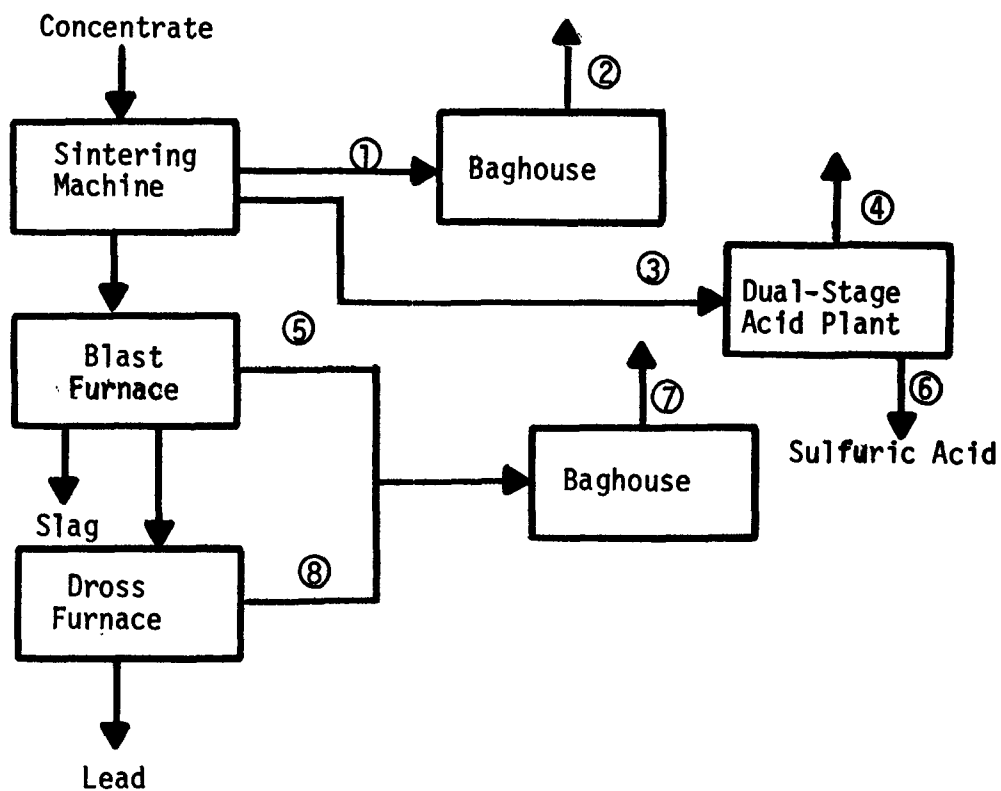 Concentrate
②
Sintering
Machine
①
Baghouse
④
③
Dual-Stage
Acid Plant
⑤
Blast
Furnace
⑦
⑥
Sulfuric Acid
Baghouse
Slag
⑧
Dross
Furnace
Lead